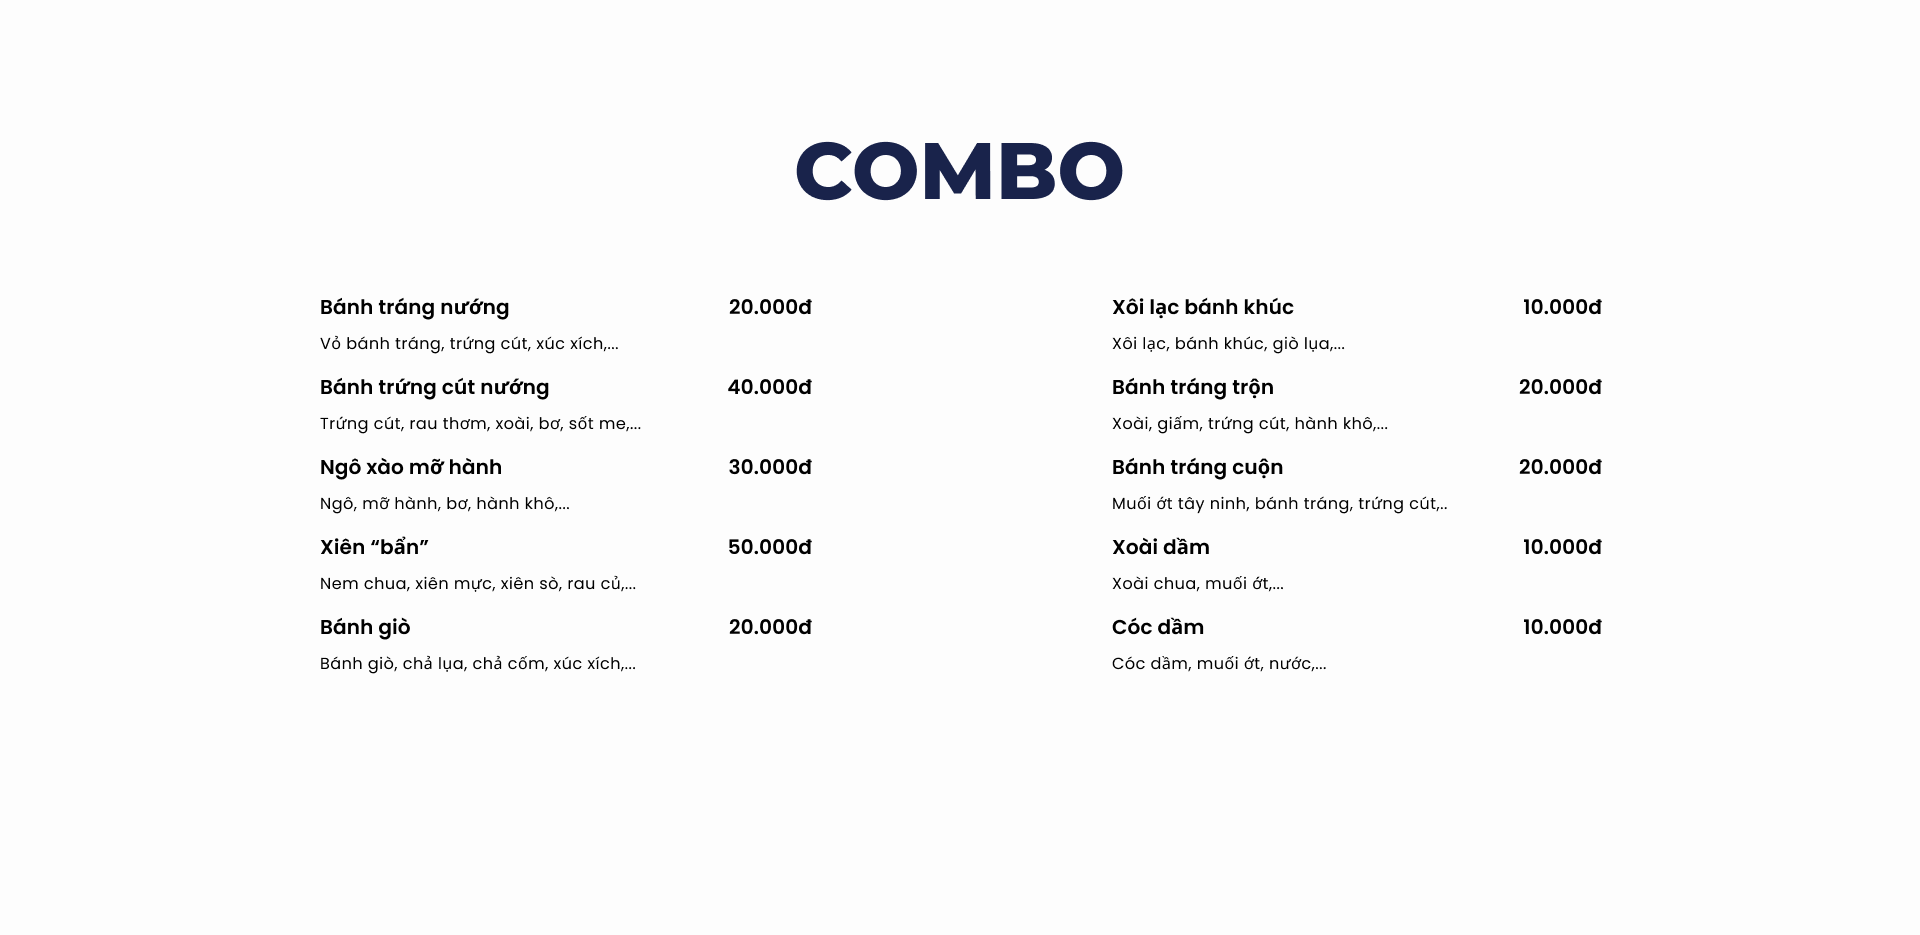 COMBO
Bánh tráng nướng 20.000đ
Vỏ bánh tráng, trứng cút, xúc xích,...
Bánh trứng cút nướng 40.000đ
Trứng cút, rau thơm, xoài, bơ, sốt me,...
Ngô xào mỡ hành 30.000đ
Ngô, mỡ hành, bơ, hành khô,...
Xiên “bẩn” 50.000đ
Nem chua, xiên mực, xiên sò, rau củ,...
Bánh giò 20.000đ
Bánh giò, chả lụa, chả cốm, xúc xích,...
Xôi lạc bánh khúc 10.000đ
Xôi lạc, bánh khúc, giò lụa,...
Bánh tráng trộn 20.000đ
Xoài, giấm, trứng cút, hành khô,...
Bánh tráng cuộn 20.000đ
Muối ớt tây ninh, bánh tráng, trứng cút,..
Xoài dầm 10.000đ
Xoài chua, muối ớt,...
Cóc dầm 10.000đ
Cóc dầm, muối ớt, nước,...